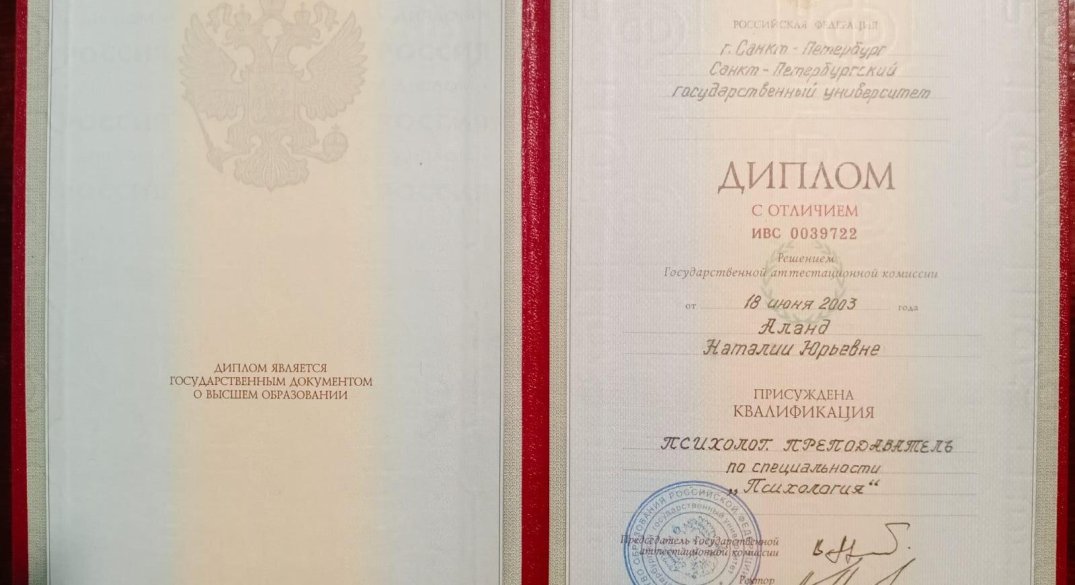 ДИПЛОМ ЯВЛЯЕТСЯ
ГОСУДАРСТВЕННЫМ ДОКУМЕНТОМ
О ВЫСШЕМ ОБРАЗОВАНИИ
РОССИЙСКАЯ ФЕДЕРАЦИЯ
г. Санкт - Петербург
Санкт - Петербургский
государственный университет
ДИПЛОМ
С ОТЛИЧИЕМ
ИВС 0039722
Решением
Государственной аттестационной комиссии
от 18 июня 2003 года
Аланд
Наталии Юрьевне
ПРИСУЖДЕНА
КВАЛИФИКАЦИЯ
ПСИХОЛОГ. ПРЕПОДАВАТЕЛЬ
по специальности
„Психология“
Председатель Государственной
аттестационной комиссии
Ректор